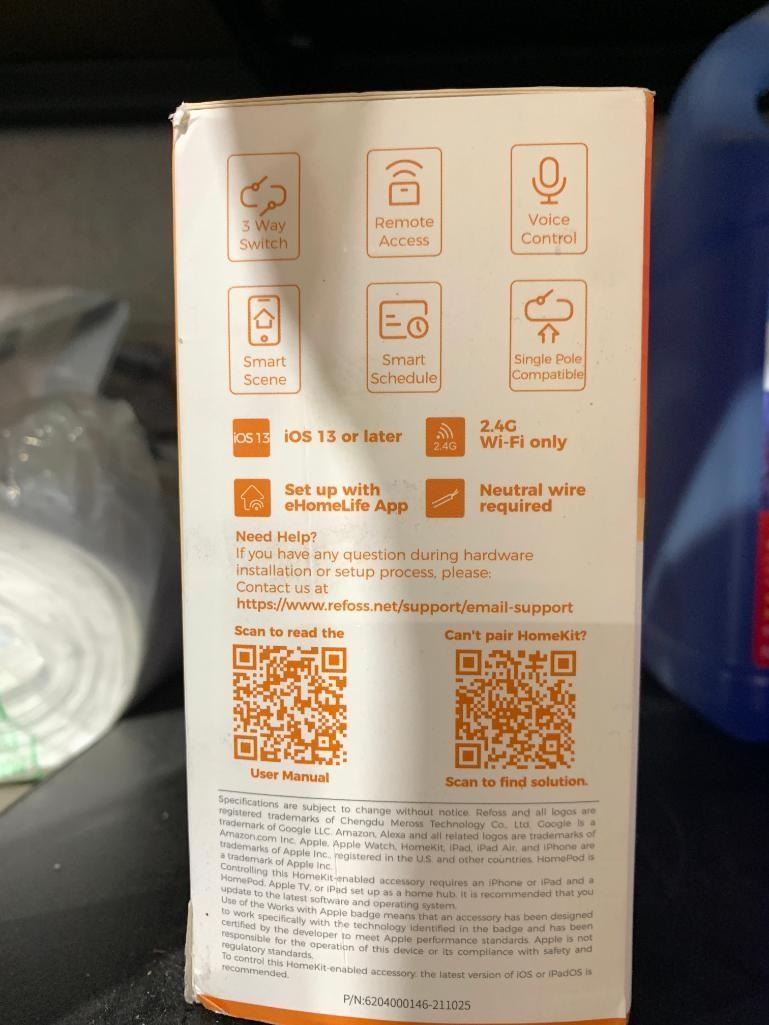 3 Way
Switch
Remote
Access
Voice
Control
Smart
Scene
Smart
Schedule
Single Pole
Compatible
iOS 13
iOS 13 or later
2.4G
2.4G
Wi-Fi only
Set up with
eHomeLife App
Neutral wire
required
Need Help?
If you have any question during hardware
installation or setup process, please:
Contact us at
https://www.refoss.net/support/email-support
Scan to read the
User Manual
Can't pair HomeKit?
Scan to find solution.
Specifications are subject to change without notice. Refoss and all logos are
registered trademarks of Chengdu Meross Technology Co., Ltd. Google is a
trademark of Google LLC. Amazon, Alexa and all related logos are trademarks of
Amazon.com Inc. Apple, Apple Watch, HomeKit, iPad, iPad Air, and iPhone are
trademarks of Apple Inc., registered in the U.S. and other countries. HomePod is
a trademark of Apple Inc.
Controlling this HomeKit-enabled accessory requires an iPhone or iPad and a
HomePod, Apple TV, or iPad set up as a home hub. It is recommended that you
update to the latest software and operating system.
Use of the Works with Apple badge means that an accessory has been designed
to work specifically with the technology identified in the badge and has been
certified by the developer to meet Apple performance standards. Apple is not
responsible for the operation of this device or its compliance with safety and
regulatory standards.
To control this HomeKit-enabled accessory, the latest version of iOS or iPadOS is
recommended.
P/N:6204000146-211025